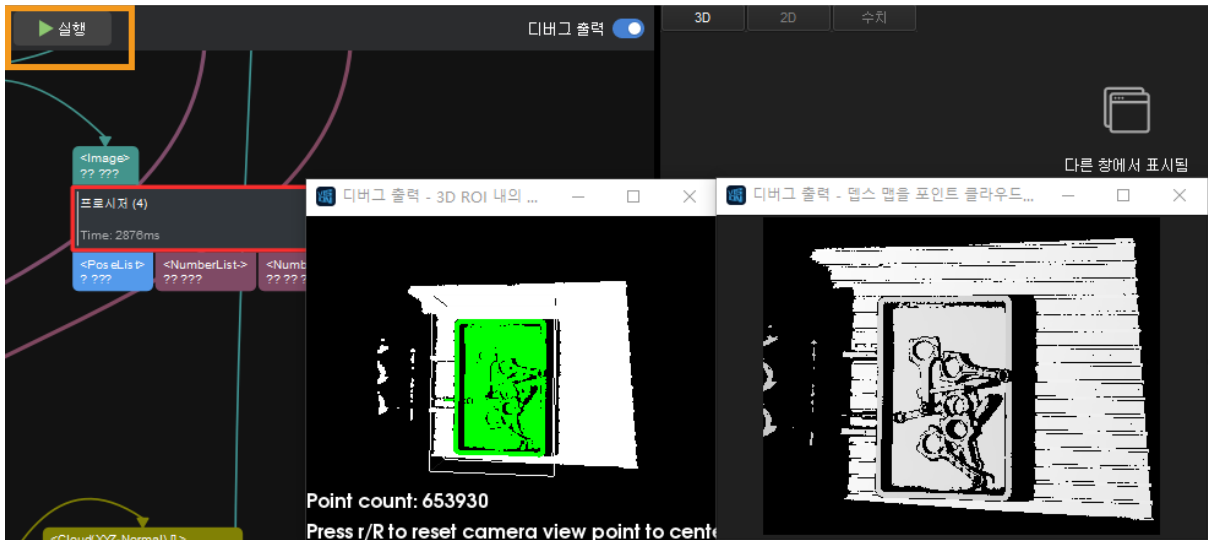 실행
디버그 출력
3D
2D
수치
다른 창에서 표시됨
<Image>
?? ???
프로시저 (4)
Time: 2876ms
<PoseList>
? ???
<NumberList->
?? ???
<Numb
?? ?? ?
디버그 출력 - 3D ROI 내의 ...
Point count: 653930
Press r/R to reset camera view point to cente
디버그 출력 - 뎁스 맵을 포인트 클라우드...
<Cloud(XYZ-Normal) []>